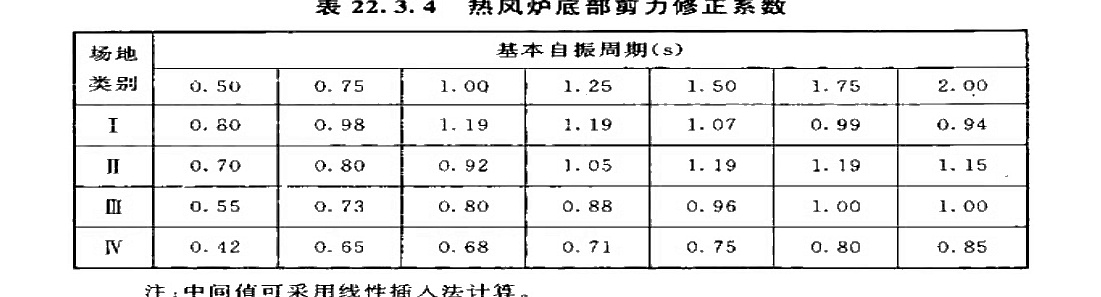 表 22.3.4 热风炉底部剪力修正系数
场地类别 基本自振周期(s)
0.50 0.75 1.00 1.25 1.50 1.75 2.00
Ⅰ 0.80 0.98 1.19 1.19 1.07 0.99 0.94
Ⅱ 0.70 0.80 0.92 1.05 1.19 1.19 1.15
Ⅲ 0.55 0.73 0.80 0.88 0.96 1.00 1.00
Ⅳ 0.42 0.65 0.68 0.71 0.75 0.80 0.85
注:中间值可采用线性插入法计算。